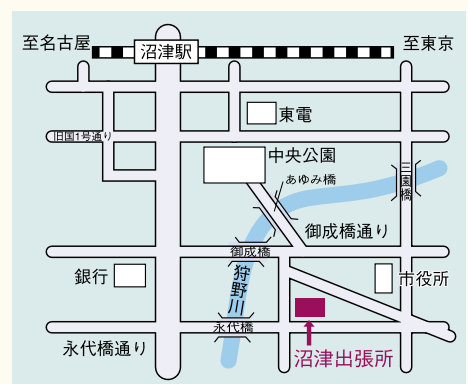 至名古屋
沼津駅
至東京
東電
旧国1号通り
中央公園
あゆみ橋
三園橋
御成橋通り
御成橋
銀行
狩野川
市役所
永代橋
永代橋通り
沼津出張所